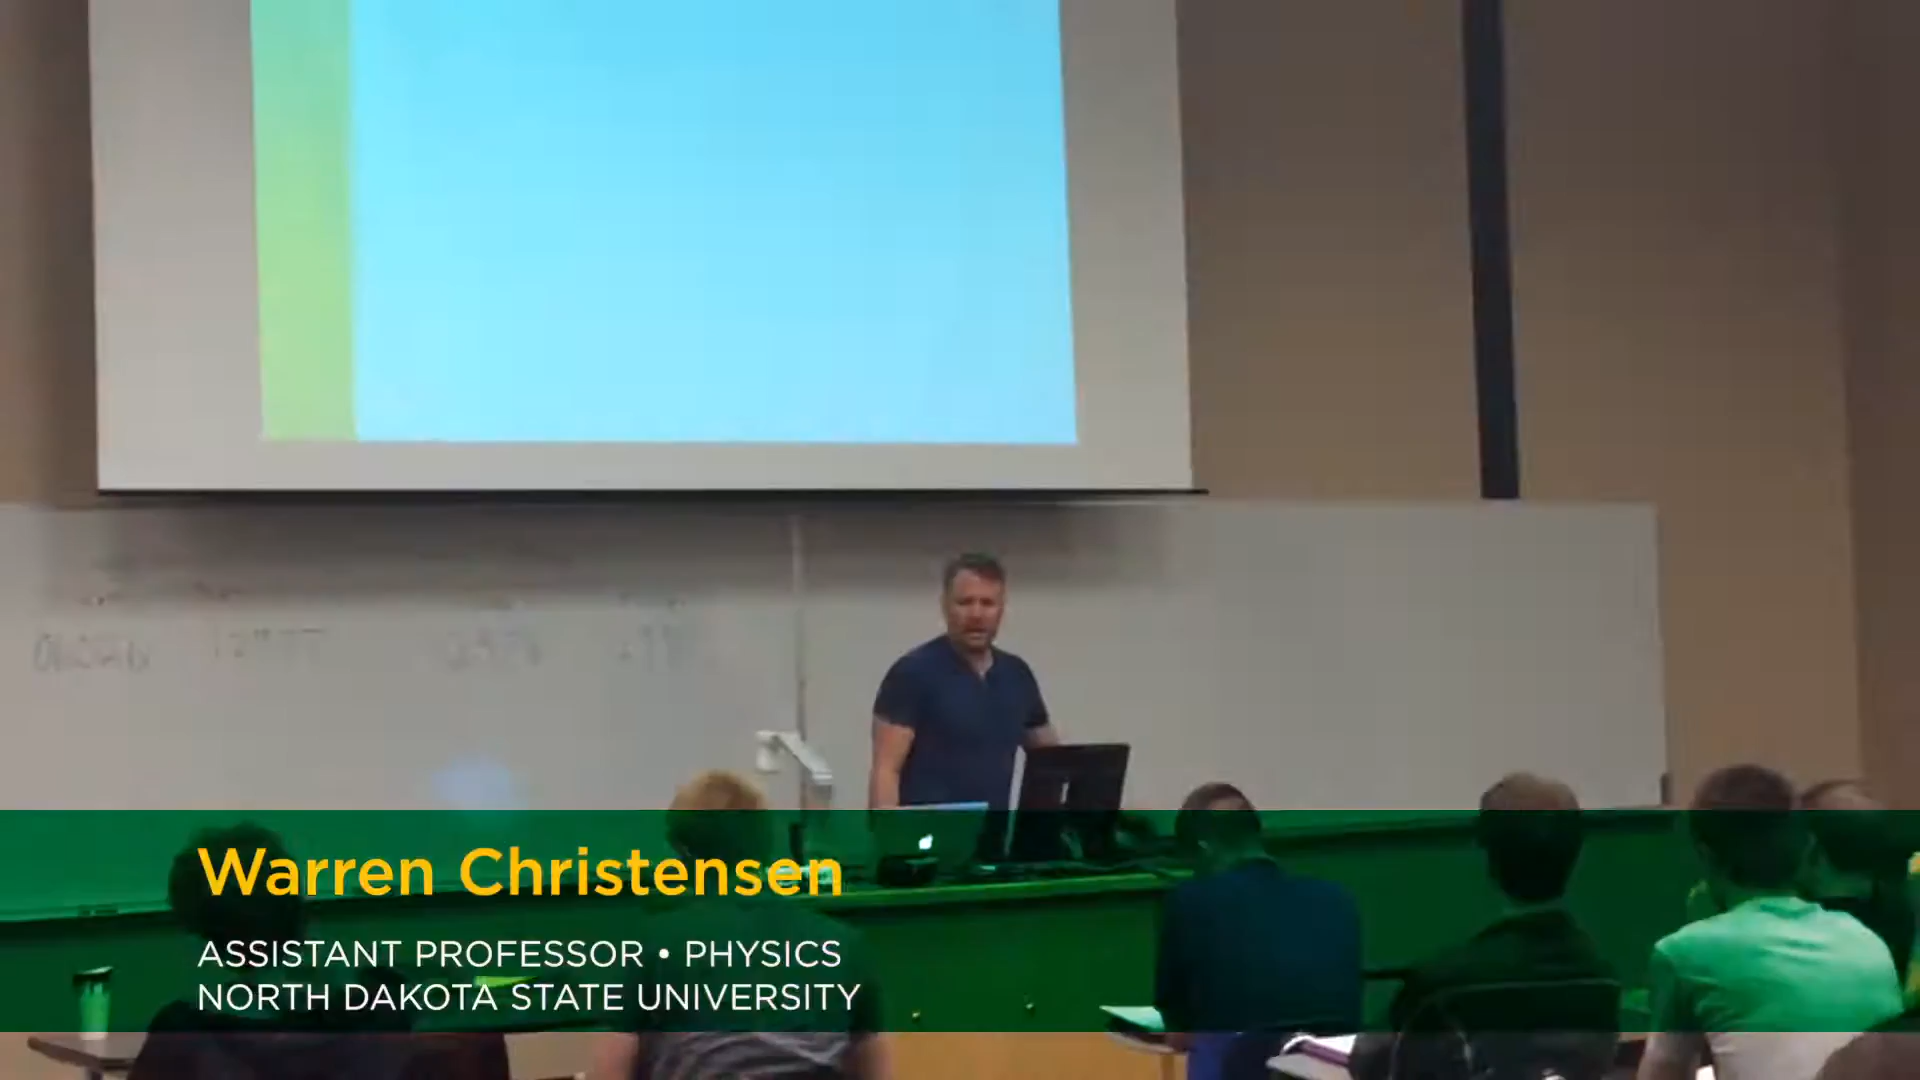 Warren Christensen
ASSISTANT PROFESSOR • PHYSICS
NORTH DAKOTA STATE UNIVERSITY